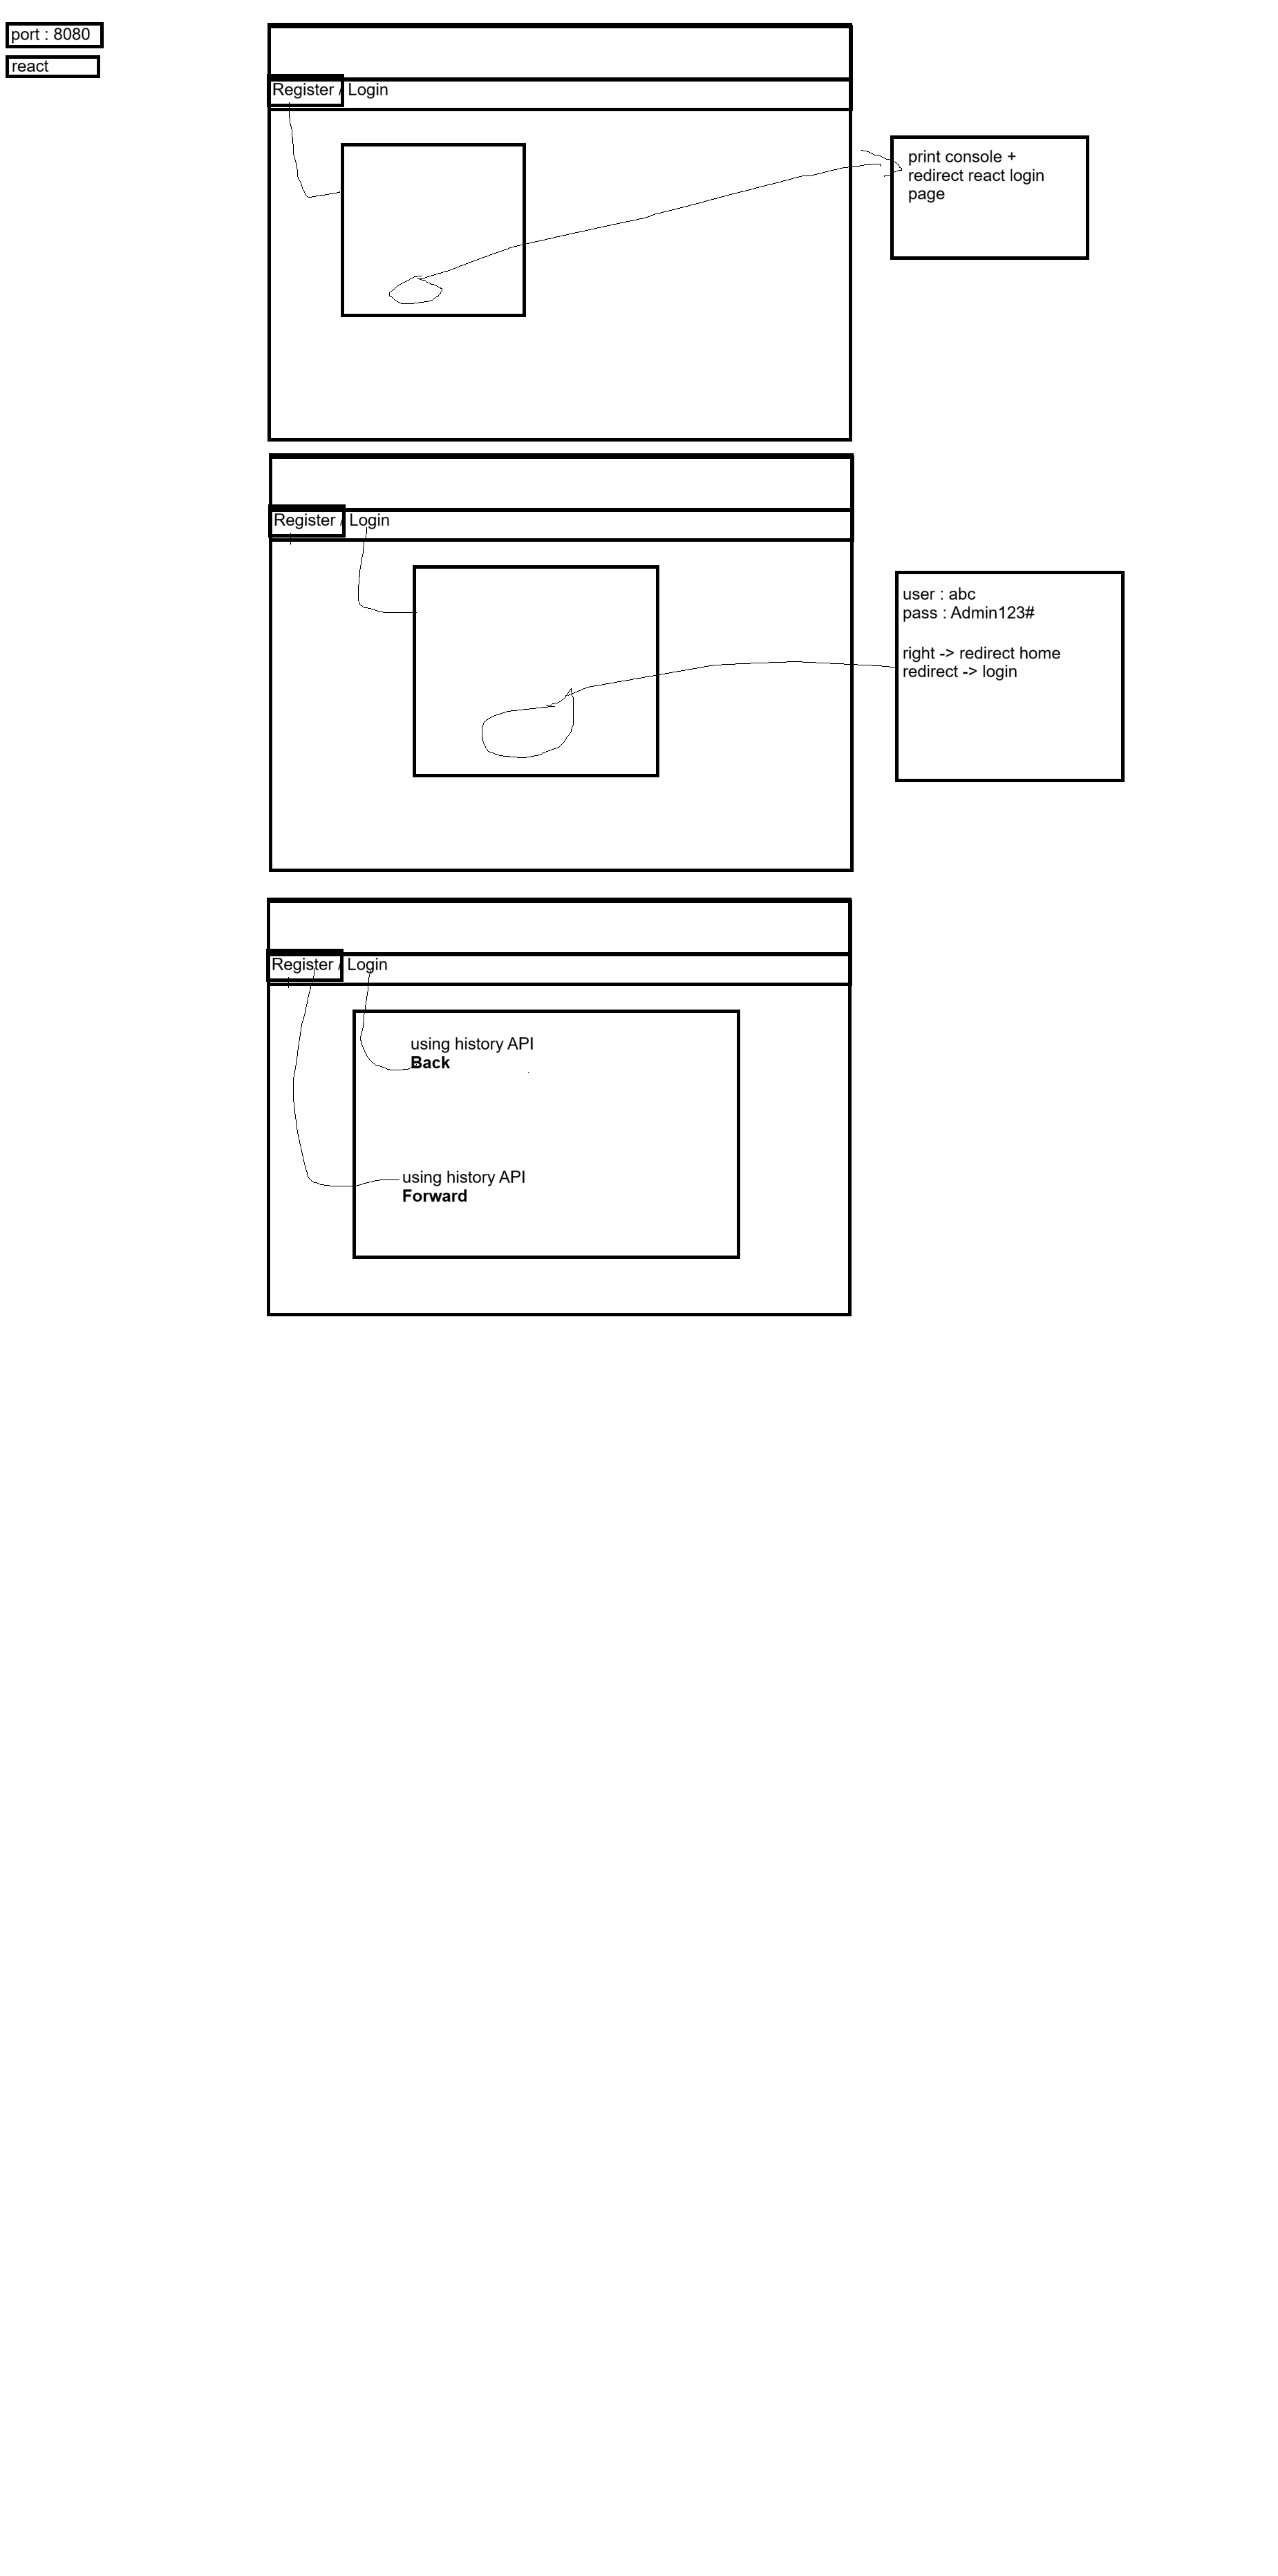 port : 8080
react
Register / Login
print console +
redirect react login
page
Register / Login
user : abc
pass : Admin123#
right -> redirect home
redirect -> login
Register / Login
using history API
Back
using history API
Forward